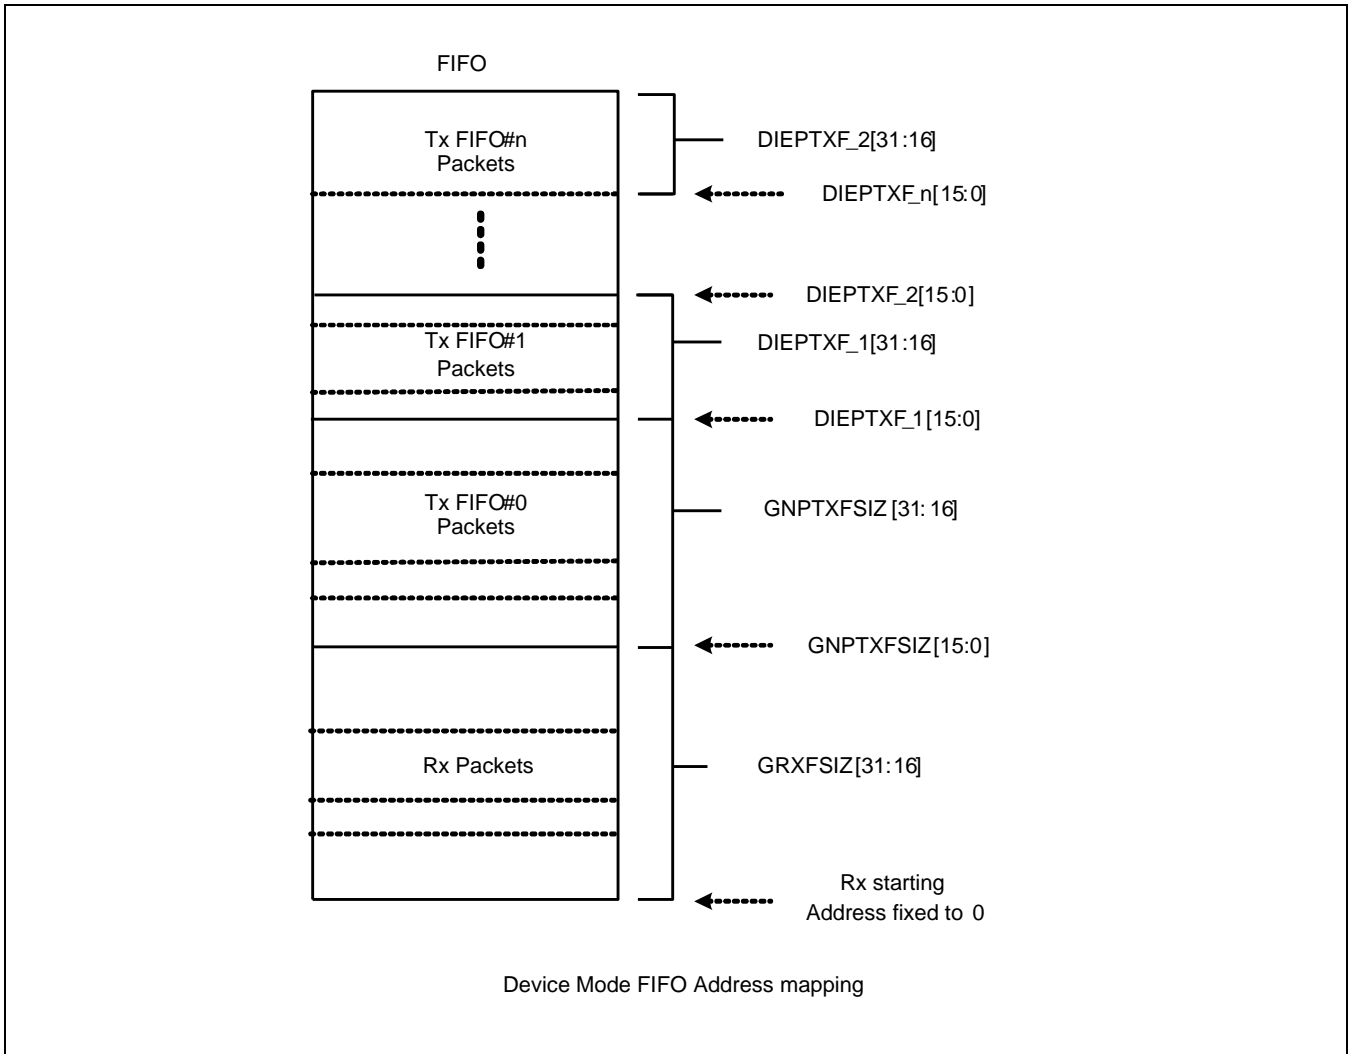 FIFO
Tx FIFO#n
Packets
DIEPTXF_2[31:16]
DIEPTXF_n[15:0]
DIEPTXF_2[15:0]
Tx FIFO#1
Packets
DIEPTXF_1[31:16]
DIEPTXF_1[15:0]
Tx FIFO#0
Packets
GNPTXFSIZ [31: 16]
GNPTXFSIZ[15:0]
Rx Packets
GRXFSIZ[31:16]
Rx starting
Address fixed to 0
Device Mode FIFO Address mapping